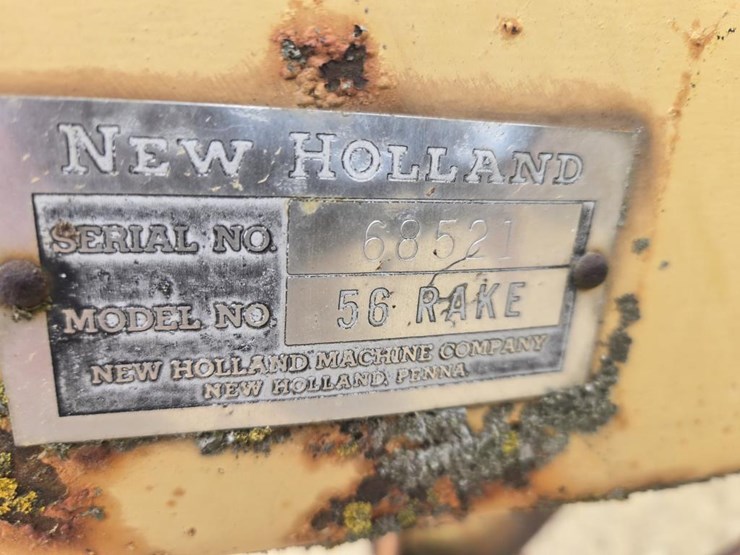 NEW HOLLAND
SERIAL NO. 68521
MODEL NO. 56 RAKE
NEW HOLLAND MACHINE COMPANY
NEW HOLLAND, PENNA.